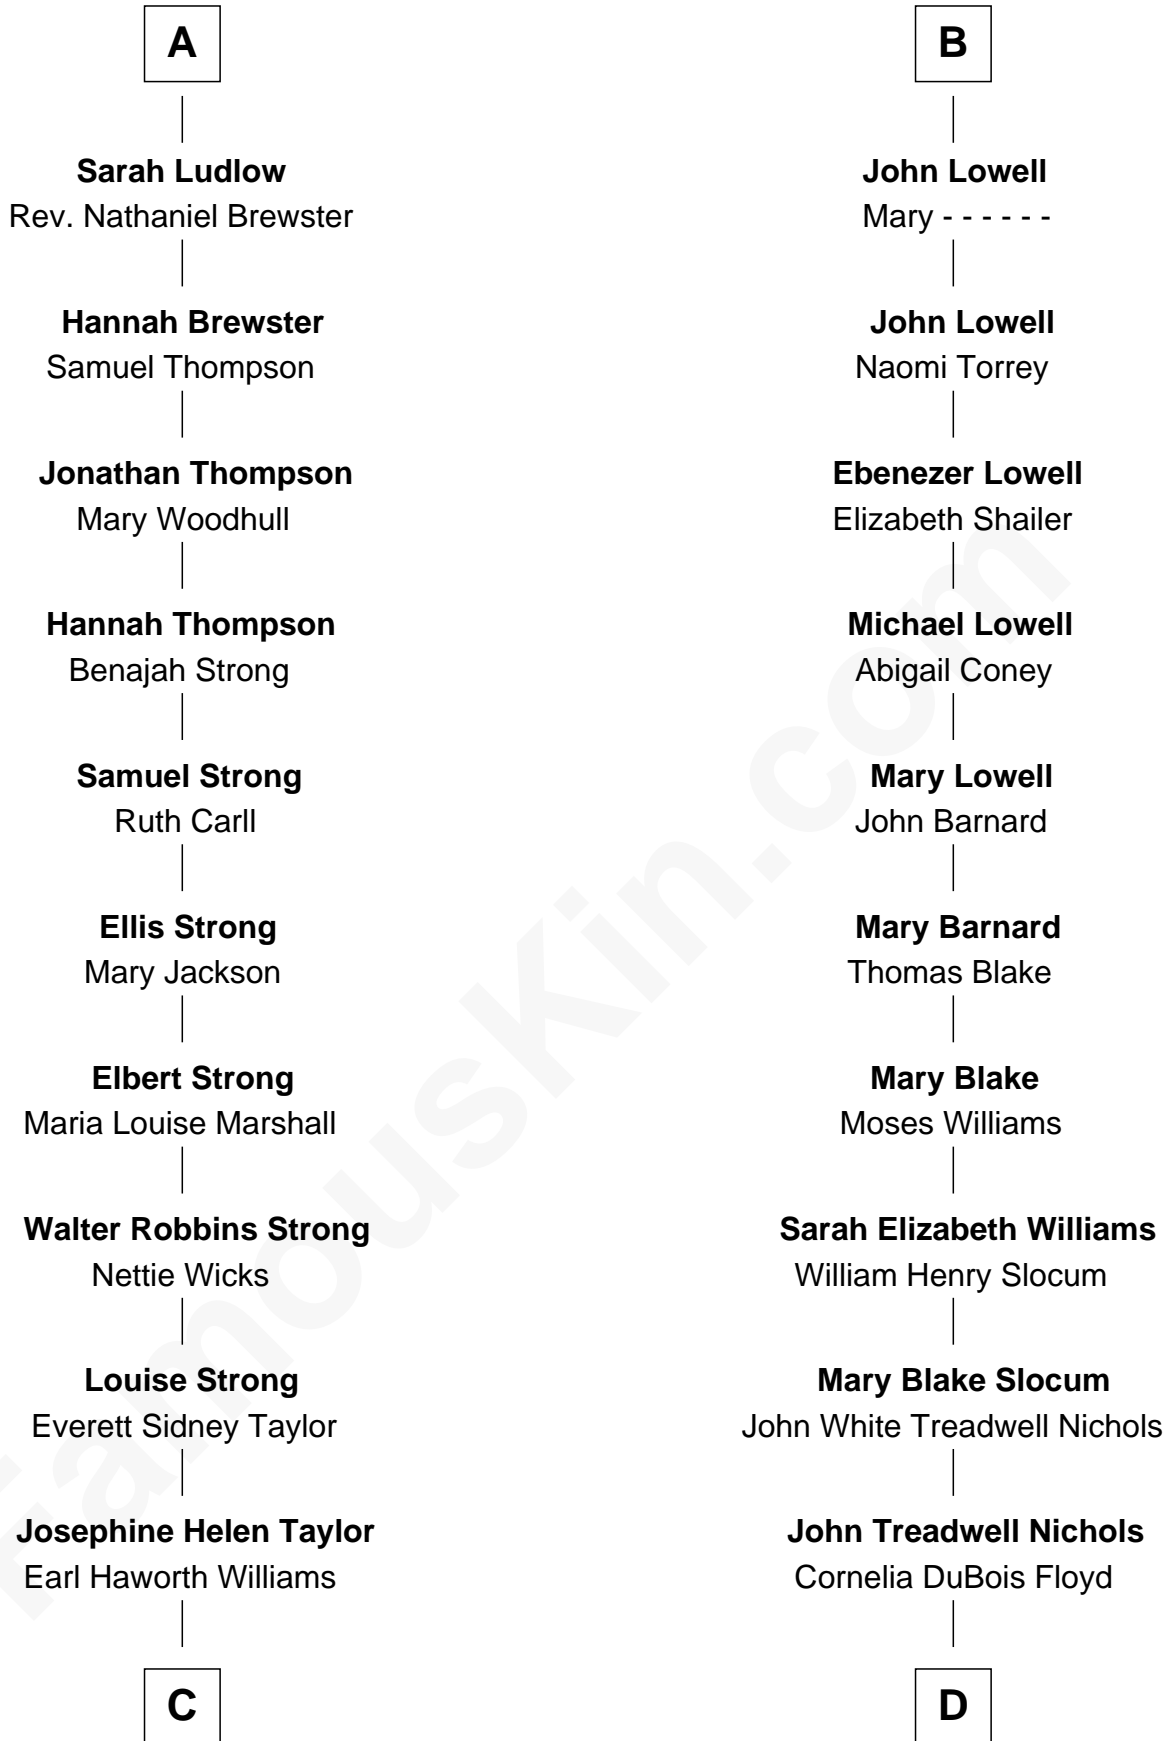 A
Sarah Ludlow
Rev. Nathaniel Brewster
Hannah Brewster
Samuel Thompson
Jonathan Thompson
Mary Woodhull
Hannah Thompson
Benajah Strong
Samuel Strong
Ruth Carll
Ellis Strong
Mary Jackson
Elbert Strong
Maria Louise Marshall
Walter Robbins Strong
Nettie Wicks
Louise Strong
Everett Sidney Taylor
Josephine Helen Taylor
Earl Haworth Williams
C
B
John Lowell
Mary - - - - - -
John Lowell
Naomi Torrey
Ebenezer Lowell
Elizabeth Shailer
Michael Lowell
Abigail Coney
Mary Lowell
John Barnard
Mary Barnard
Thomas Blake
Mary Blake
Moses Williams
Sarah Elizabeth Williams
William Henry Slocum
Mary Blake Slocum
John White Treadwell Nichols
John Treadwell Nichols
Cornelia DuBois Floyd
D
FamousKin.com